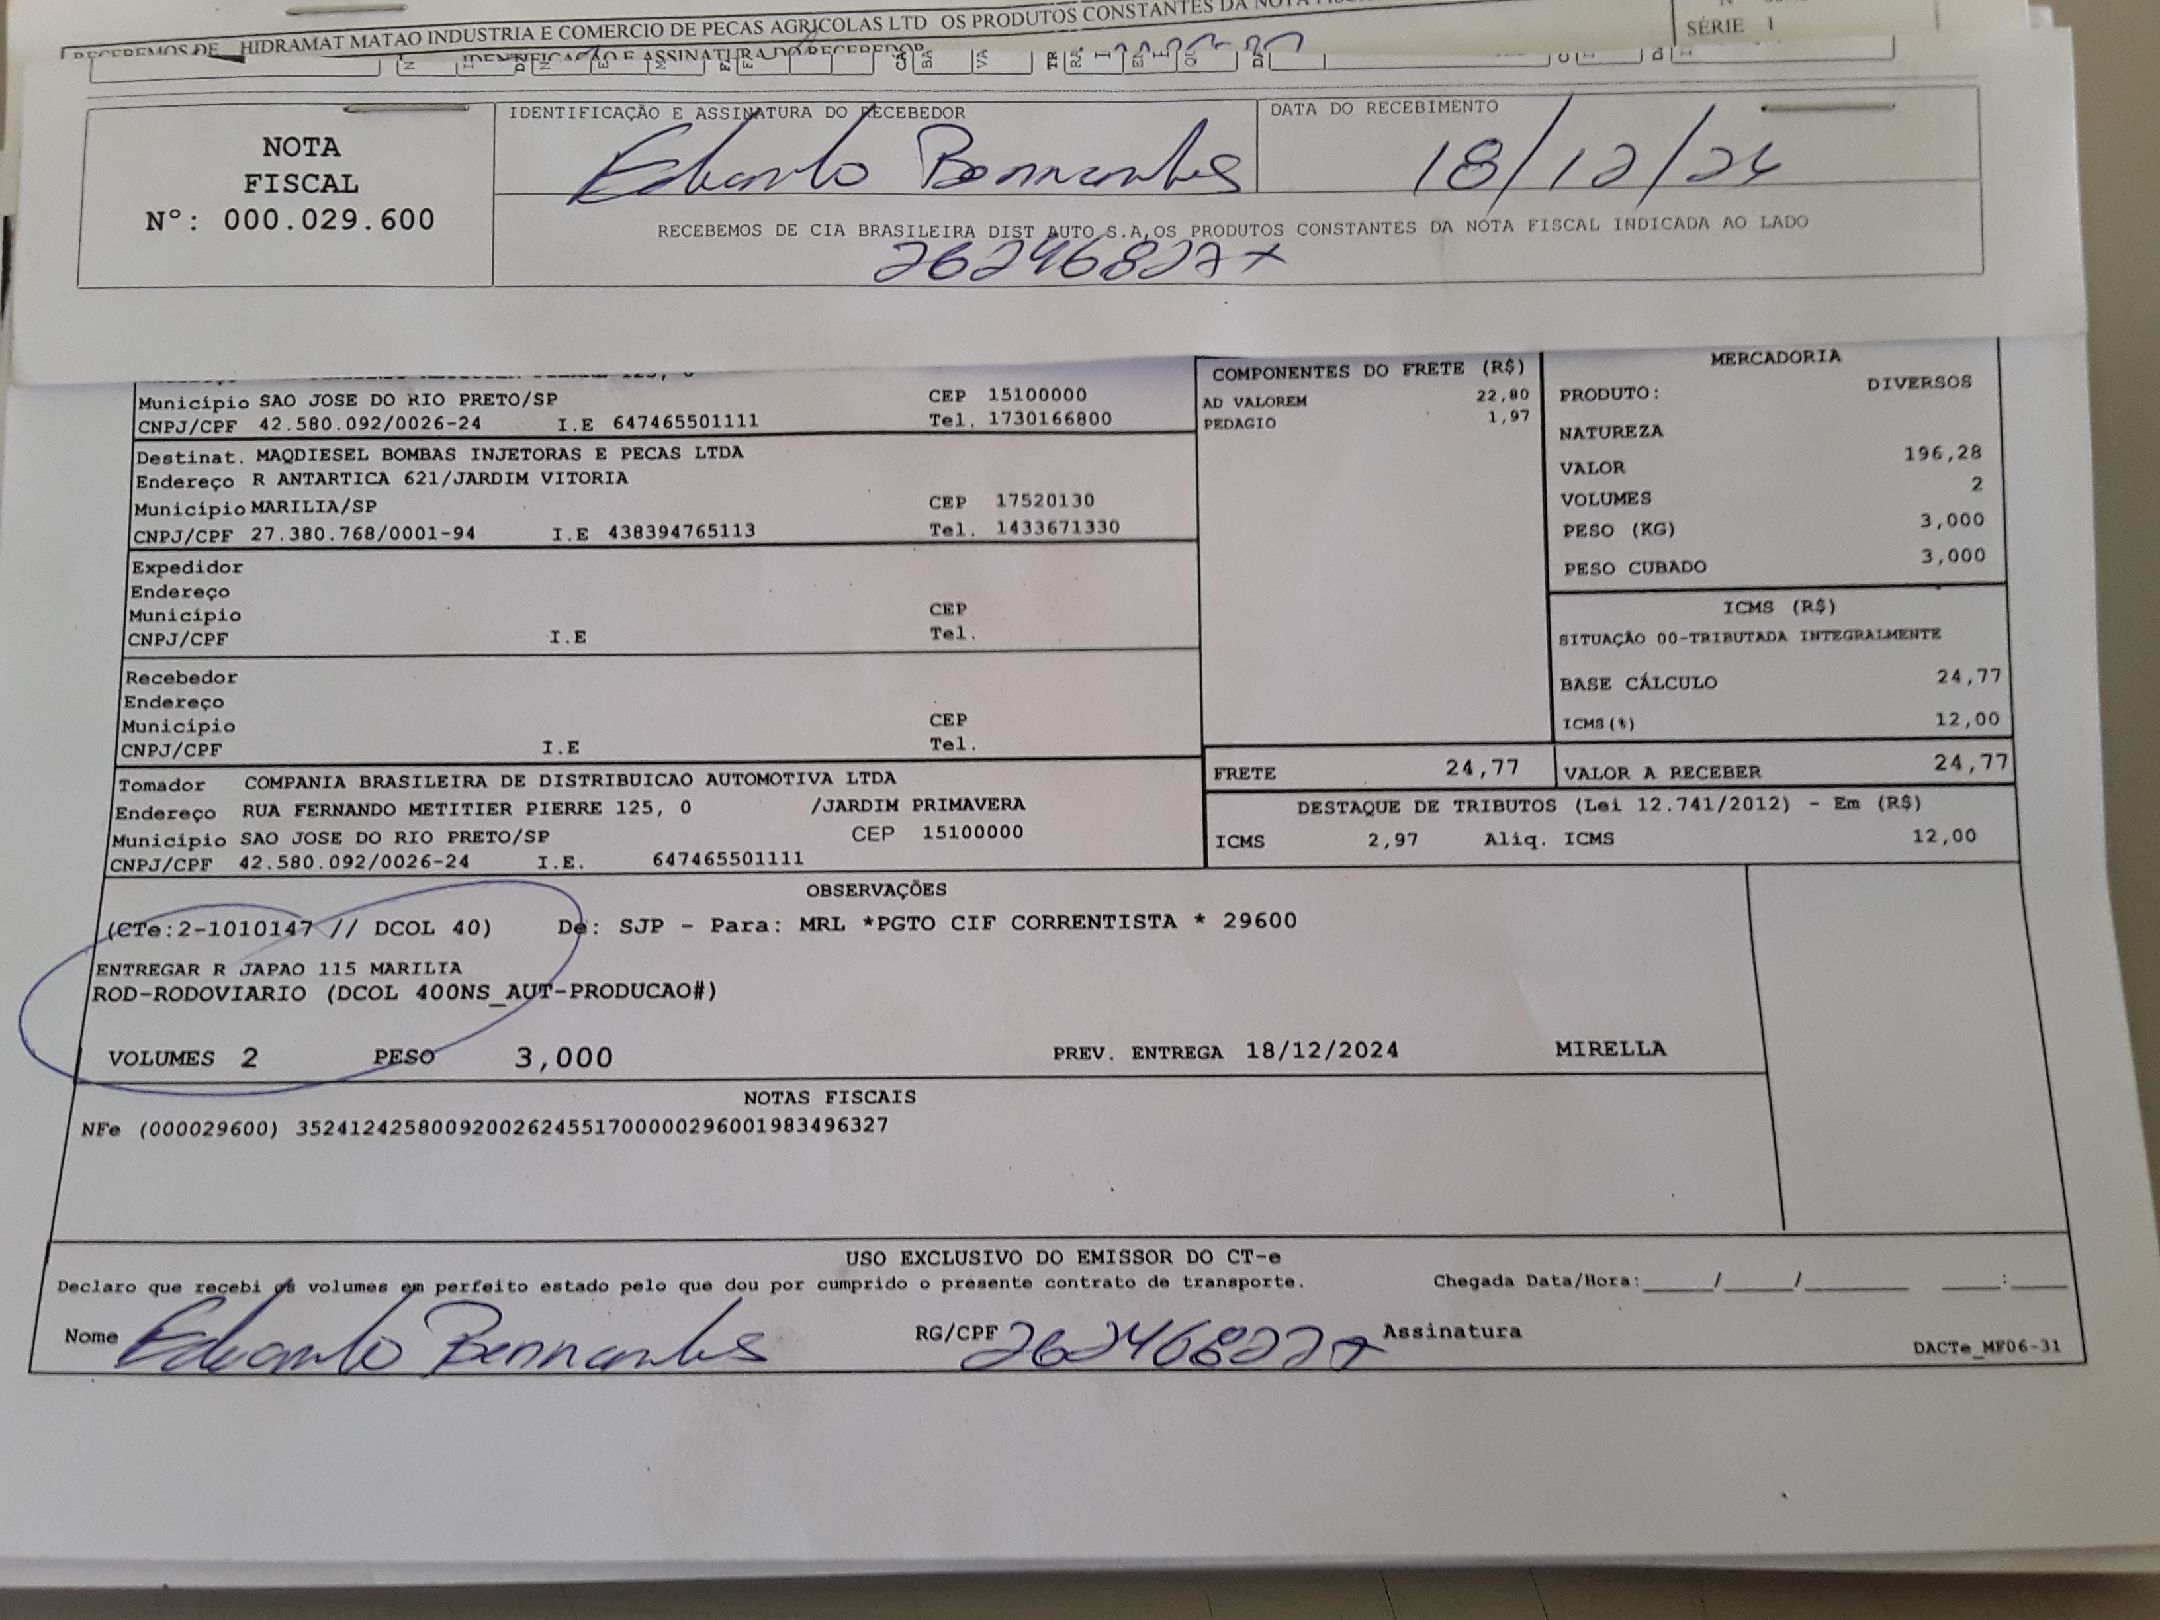 SÉRIE 1
RECEBEMOS DE HIDRAMAT MATAO INDUSTRIA E COMERCIO DE PECAS AGRICOLAS LTD OS PRODUTOS CONSTANTES DA NOTA
IDENTIFICAÇÃO E ASSINATURA DO RECEBEDOR
NOTA
FISCAL
Nº: 000.029.600
IDENTIFICAÇÃO E ASSINATURA DO RECEBEDOR
Eduardo
DATA DO RECEBIMENTO
18/12/24
RECEBEMOS DE CIA BRASILEIRA DIST AUTO S.A,OS PRODUTOS CONSTANTES DA NOTA FISCAL INDICADA AO LADO
26246827x
Município SAO JOSE DO RIO PRETO/SP CEP 15100000
CNPJ/CPF 42.580.092/0026-24 I.E 647465501111 Tel. 1730166800
Destinat. MAQDIESEL BOMBAS INJETORAS E PECAS LTDA
Endereço R ANTARTICA 621/JARDIM VITORIA
Município MARILIA/SP CEP 17520130
CNPJ/CPF 27.380.768/0001-94 I.E 438394765113 Tel. 1433671330
Expedidor
Endereço
Município CEP
CNPJ/CPF I.E Tel.
Recebedor
Endereço
Município CEP
CNPJ/CPF I.E Tel.
Tomador COMPANIA BRASILEIRA DE DISTRIBUICAO AUTOMOTIVA LTDA
Endereço RUA FERNANDO METITIER PIERRE 125, 0 /JARDIM PRIMAVERA
Município SAO JOSE DO RIO PRETO/SP CEP 15100000
CNPJ/CPF 42.580.092/0026-24 I.E. 647465501111
COMPONENTES DO FRETE (R$)
AD VALOREM 22,80
PEDAGIO 1,97
MERCADORIA
PRODUTO: DIVERSOS
NATUREZA
VALOR 196,28
VOLUMES 2
PESO (KG) 3,000
PESO CUBADO 3,000
ICMS (R$)
SITUAÇÃO 00-TRIBUTADA INTEGRALMENTE
BASE CÁLCULO 24,77
ICMS(%) 12,00
FRETE 24,77 VALOR A RECEBER 24,77
DESTAQUE DE TRIBUTOS (Lei 12.741/2012) - Em (R$)
ICMS 2,97 Aliq. ICMS 12,00
OBSERVAÇÕES
(CTe:2-1010147 // DCOL 40) De: SJP - Para: MRL *PGTO CIF CORRENTISTA * 29600
ENTREGAR R JAPAO 115 MARILIA
ROD-RODOVIARIO (DCOL 400NS_AUT-PRODUCAO#)
VOLUMES 2 PESO 3,000 PREV. ENTREGA 18/12/2024 MIRELLA
NOTAS FISCAIS
NFe (000029600) 35241242580092002624551700000296001983496327
USO EXCLUSIVO DO EMISSOR DO CT-e
Declaro que recebi os volumes em perfeito estado pelo que dou por cumprido o presente contrato de transporte. Chegada Data/Hora:____/____/____ ____:____
Nome Eduardo RG/CPF 26246827x Assinatura
DACTe_MF06-31